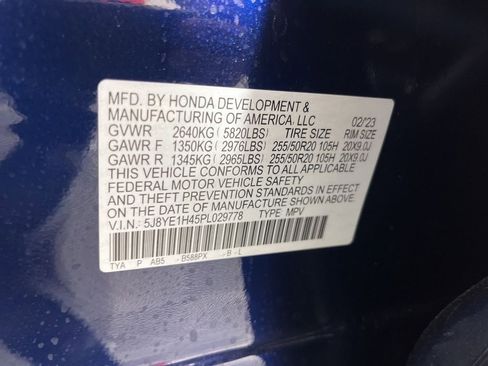 MFD. BY HONDA DEVELOPMENT &
MANUFACTURING OF AMERICA, LLC 02/23
GVWR 2640KG (5820LBS) TIRE SIZE RIM SIZE
GAWR F 1350KG (2976LBS) 255/50R20 105H 20X9.0J
GAWR R 1345KG (2965LBS) 255/50R20 105H 20X9.0J
THIS VEHICLE CONFORMS TO ALL APPLICABLE
FEDERAL MOTOR VEHICLE SAFETY
AND THEFT PREVENTION STANDARDS IN EFFECT
ON THE DATE OF MANUFACTURE SHOWN ABOVE.
V.I.N.: 5J8YE1H45PL029778 TYPE: MPV
TYA P AB5 - B588PX - B - L